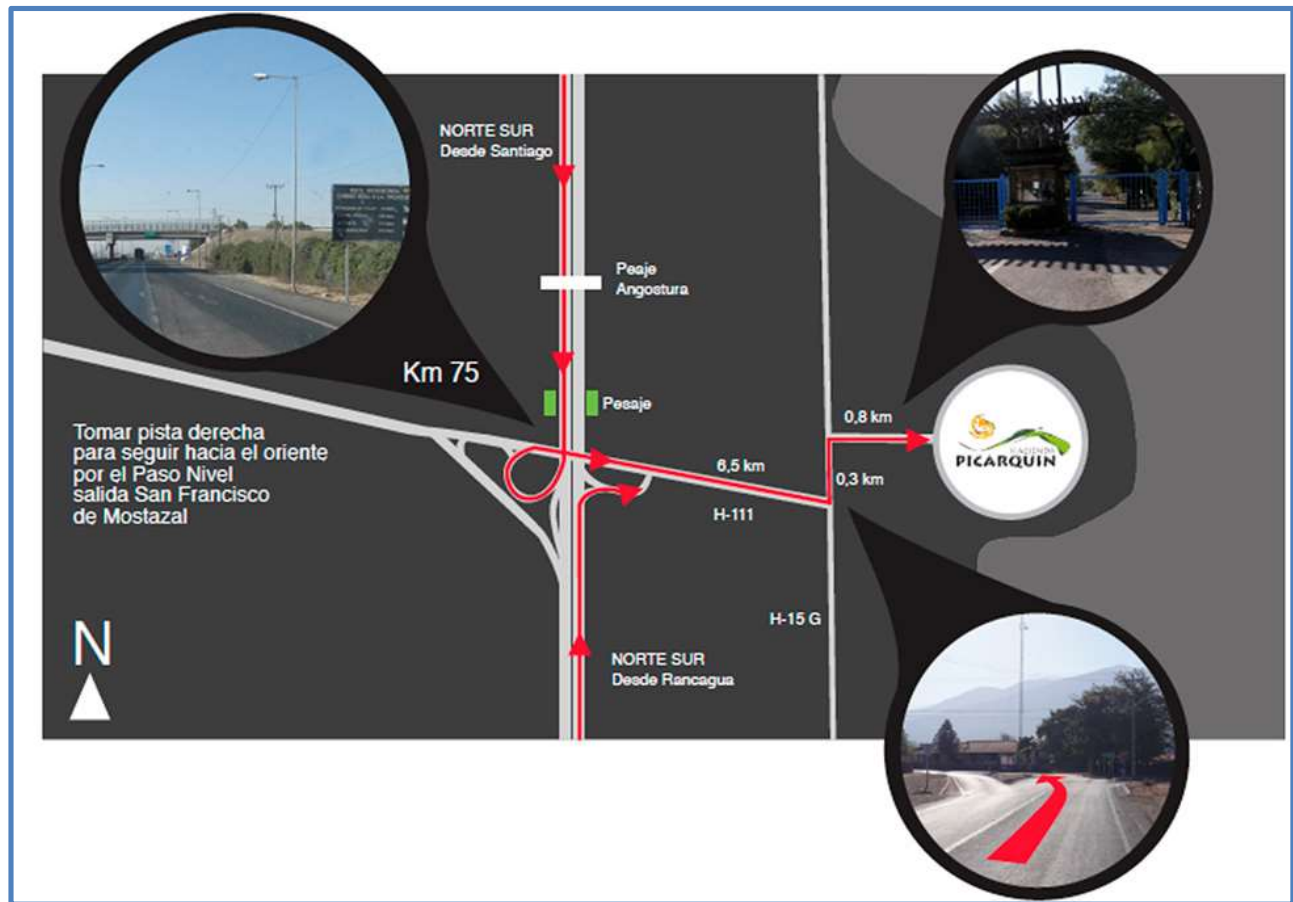 NORTE SUR
Desde Santiago
Peaje
Angostura
Km 75
Pesaje
Tomar pista derecha
para seguir hacia el oriente
por el Paso Nivel
salida San Francisco
de Mostazal
0,8 km
HACIENDA
PICARQUIN
6,5 km
0,3 km
H-111
H-15 G
N
NORTE SUR
Desde Rancagua